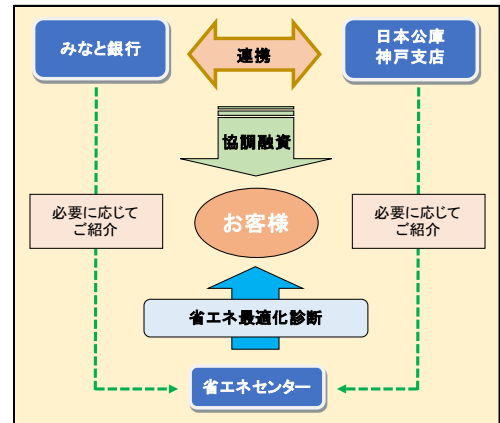 みなと銀行
連携
日本公庫
神戸支店
協調融資
必要に応じて
ご紹介
お客様
必要に応じて
ご紹介
省エネ最適化診断
省エネセンター